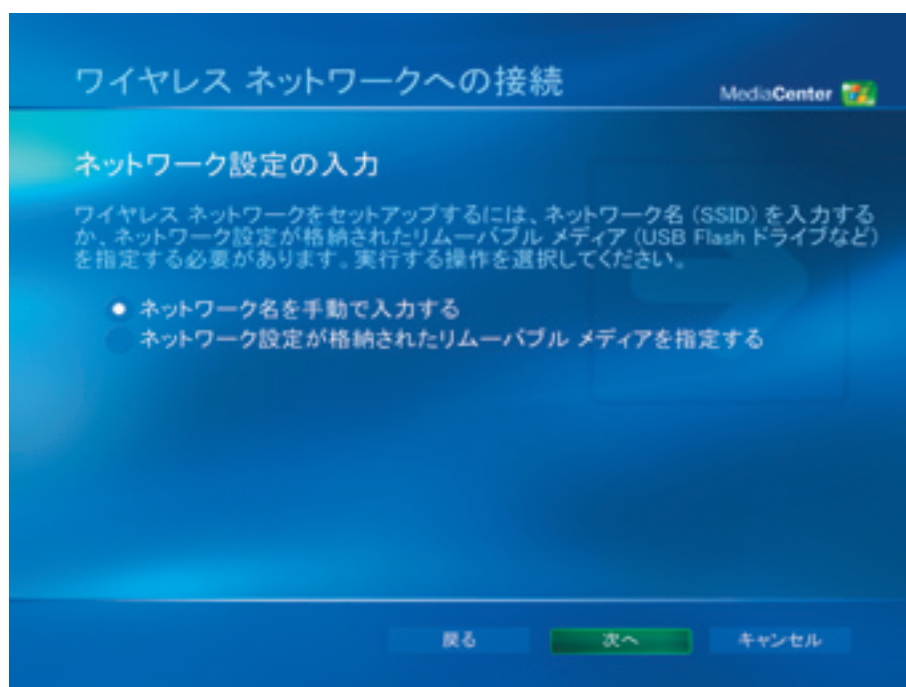 ワイヤレス ネットワークへの接続
MediaCenter
ネットワーク設定の入力
ワイヤレス ネットワークをセットアップするには、ネットワーク名 (SSID) を入力する
か、ネットワーク設定が格納されたリムーバブル メディア (USB Flash ドライブなど)
を指定する必要があります。実行する操作を選択してください。
ネットワーク名を手動で入力する
ネットワーク設定が格納されたリムーバブル メディアを指定する
戻る 次へ キャンセル